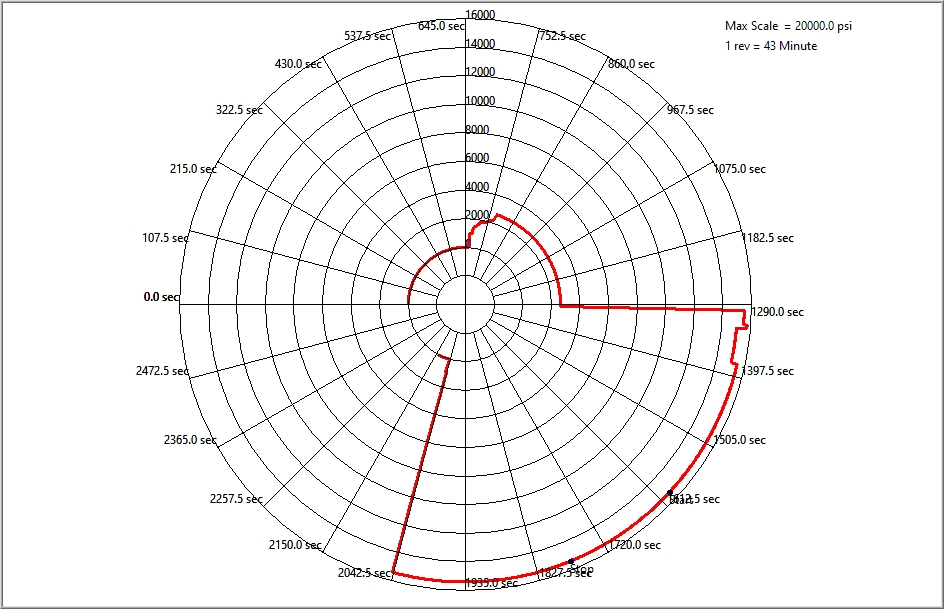 Max Scale = 20000.0 psi
1 rev = 43 Minute
16000
14000
12000
10000
8000
6000
4000
2000
0.0 sec
107.5 sec
215.0 sec
322.5 sec
430.0 sec
537.5 sec
645.0 sec
752.5 sec
860.0 sec
967.5 sec
1075.0 sec
1182.5 sec
1290.0 sec
1397.5 sec
1505.0 sec
1612.5 sec
Start
1720.0 sec
1827.5 sec
Stop
1935.0 sec
2042.5 sec
2150.0 sec
2257.5 sec
2365.0 sec
2472.5 sec